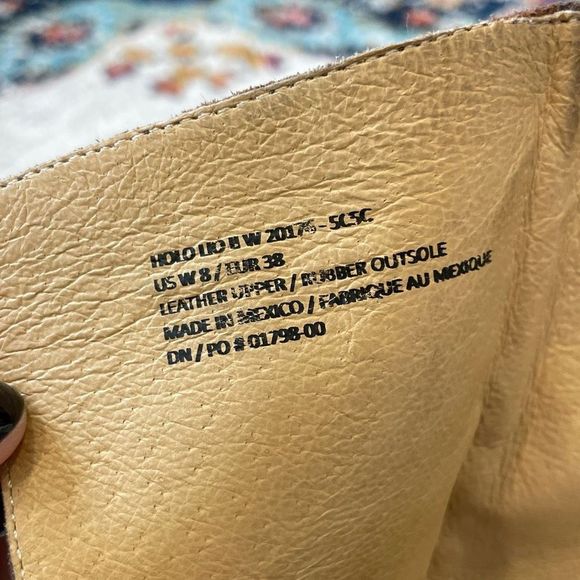 HOLO LIO II W 20176 - 5C5C
US W 8 / EUR 38
LEATHER UPPER / RUBBER OUTSOLE
MADE IN MEXICO / FABRIQUE AU MEXIQUE
DN / PO # 01798-00